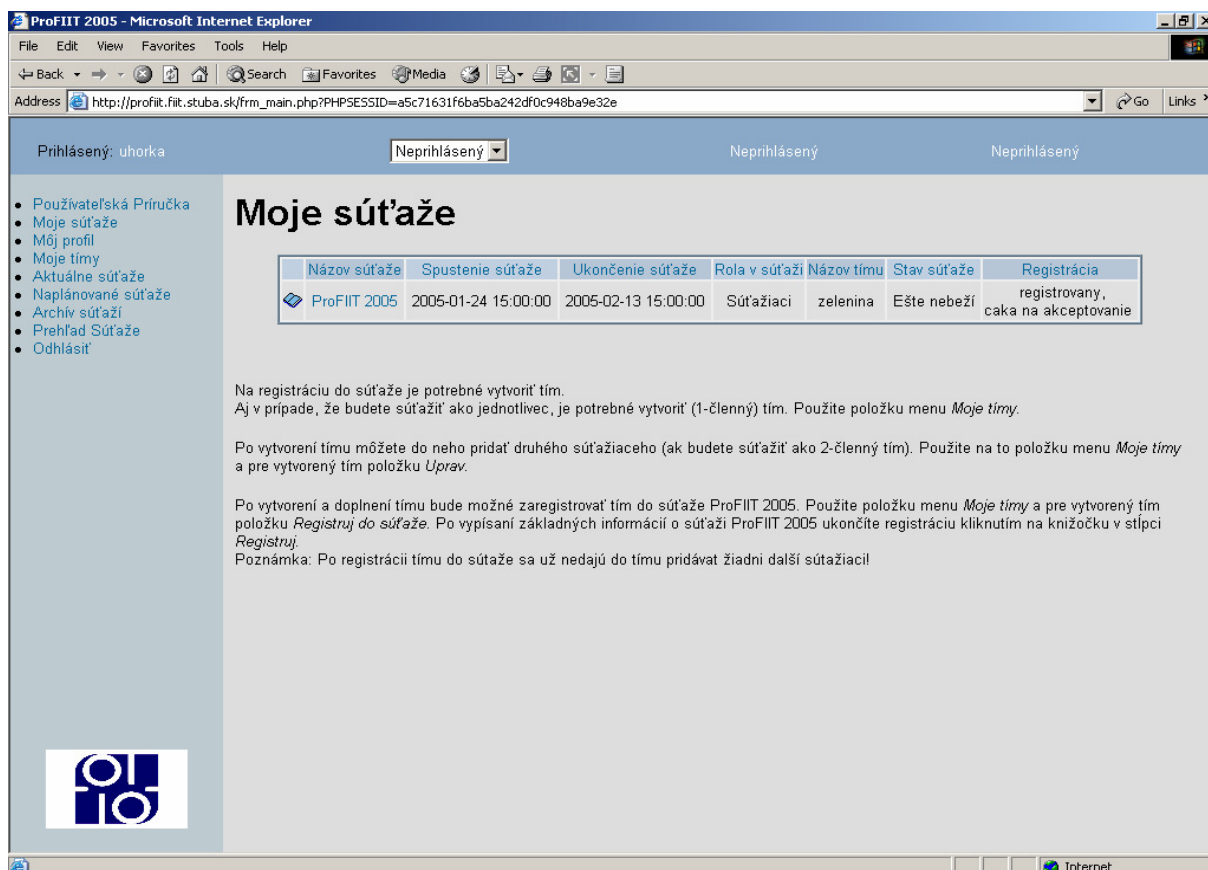 ProFIIT 2005 - Microsoft Internet Explorer
File Edit View Favorites Tools Help
Back Search Favorites Media
Address http://profiit.fiit.stuba.sk/frm_main.php?PHPSESSID=a5c71631f6ba5ba242df0c948ba9e32e Go Links
Prihlásený: uhorka Neprihlásený Neprihlásený Neprihlásený
Používateľská Príručka
Moje súťaže
Môj profil
Moje tímy
Aktuálne súťaže
Naplánované súťaže
Archív súťaží
Prehľad Súťaže
Odhlásiť
Moje súťaže
Názov súťaže Spustenie súťaže Ukončenie súťaže Rola v súťaži Názov tímu Stav súťaže Registrácia
ProFIIT 2005 2005-01-24 15:00:00 2005-02-13 15:00:00 Súťažiaci zelenina Ešte nebeží registrovany,
caka na akceptovanie
Na registráciu do súťaže je potrebné vytvoriť tím.
Aj v prípade, že budete súťažiť ako jednotlivec, je potrebné vytvoriť (1-členný) tím. Použite položku menu Moje tímy.
Po vytvorení tímu môžete do neho pridať druhého súťažiaceho (ak budete súťažiť ako 2-členný tím). Použite na to položku menu Moje tímy
a pre vytvorený tím položku Uprav.
Po vytvorení a doplnení tímu bude možné zaregistrovať tím do súťaže ProFIIT 2005. Použite položku menu Moje tímy a pre vytvorený tím
položku Registruj do súťaže. Po vypísaní základných informácií o súťaži ProFIIT 2005 ukončíte registráciu kliknutím na knižočku v stĺpci
Registruj.
Poznámka: Po registrácii tímu do sútaže sa už nedajú do tímu pridávat žiadni další sútažiaci!
Internet